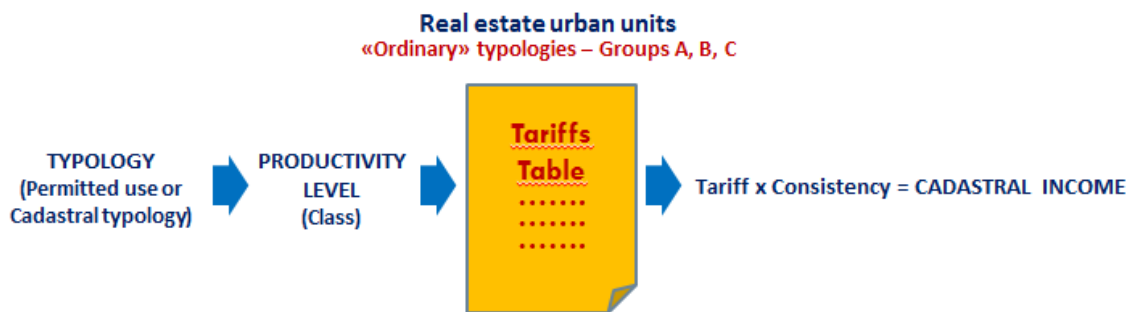 Real estate urban units
«Ordinary» typologies – Groups A, B, C
TYPOLOGY
(Permitted use or
Cadastral typology)
PRODUCTIVITY
LEVEL
(Class)
Tariffs
Table
.......
.......
.......
Tariff x Consistency = CADASTRAL INCOME